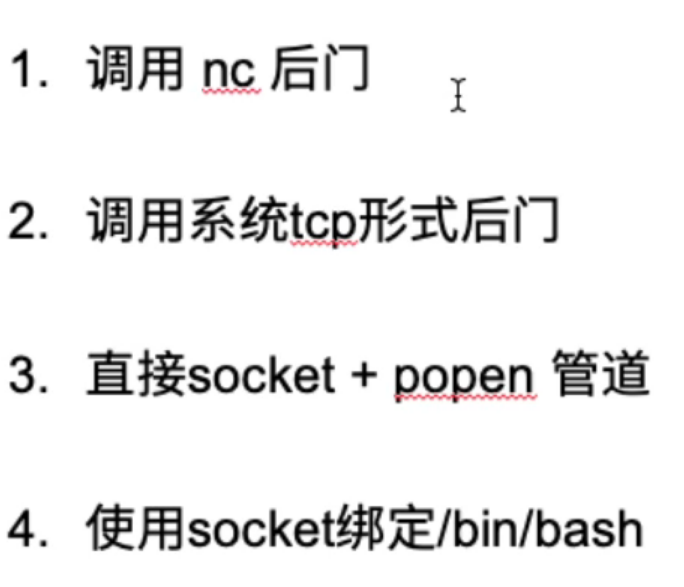 1. 调用 nc 后门
2. 调用系统tcp形式后门
3. 直接socket + popen 管道
4. 使用socket绑定/bin/bash